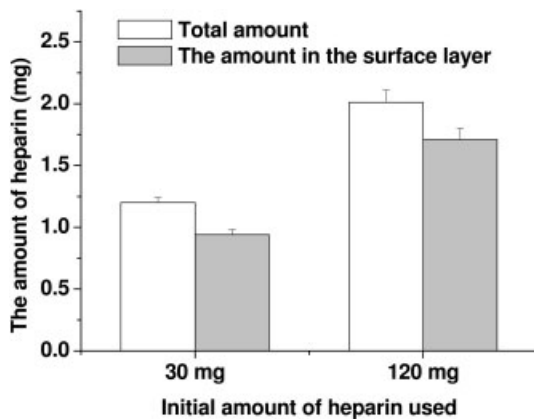 Total amount
The amount in the surface layer
The amount of heparin (mg)
2.5
2.0
1.5
1.0
0.5
0.0
30 mg
120 mg
Initial amount of heparin used